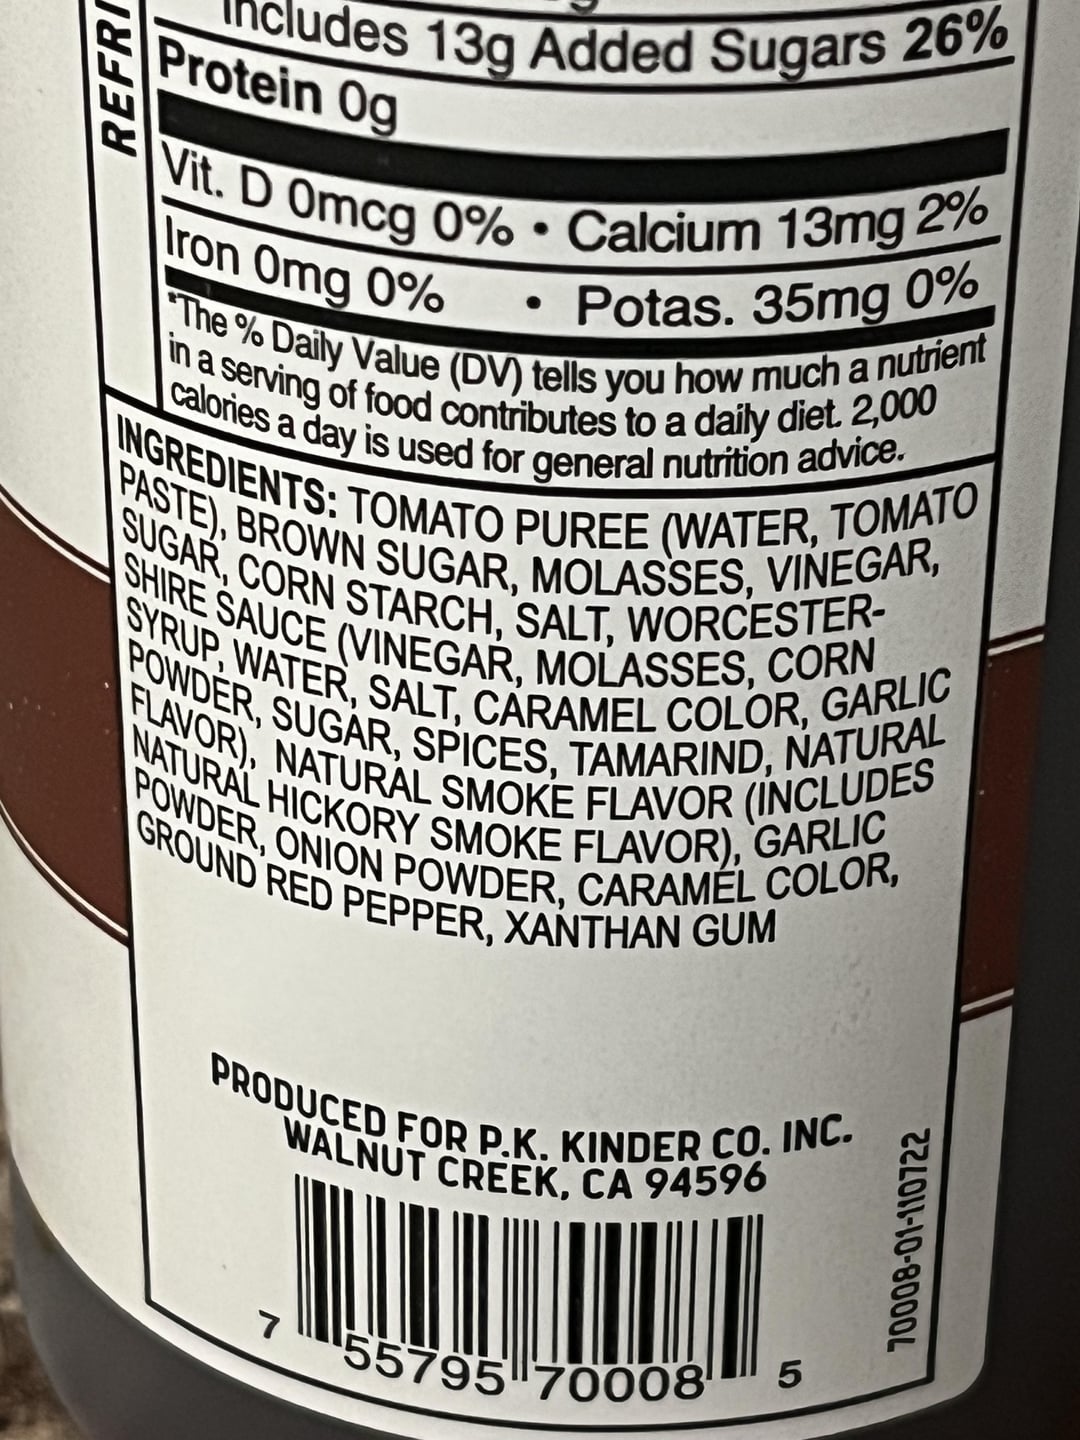 REFRI
Includes 13g Added Sugars 26%
Protein 0g
Vit. D 0mcg 0% • Calcium 13mg 2%
Iron 0mg 0% • Potas. 35mg 0%
*The % Daily Value (DV) tells you how much a nutrient
in a serving of food contributes to a daily diet. 2,000
calories a day is used for general nutrition advice.
INGREDIENTS: TOMATO PUREE (WATER, TOMATO
PASTE), BROWN SUGAR, MOLASSES, VINEGAR,
SUGAR, CORN STARCH, SALT, WORCESTER-
SHIRE SAUCE (VINEGAR, MOLASSES, CORN
SYRUP, WATER, SALT, CARAMEL COLOR, GARLIC
POWDER, SUGAR, SPICES, TAMARIND, NATURAL
FLAVOR), NATURAL SMOKE FLAVOR (INCLUDES
NATURAL HICKORY SMOKE FLAVOR), GARLIC
POWDER, ONION POWDER, CARAMEL COLOR,
GROUND RED PEPPER, XANTHAN GUM
PRODUCED FOR P.K. KINDER CO. INC.
WALNUT CREEK, CA 94596
7 55795 70008 5
70008-01-110722